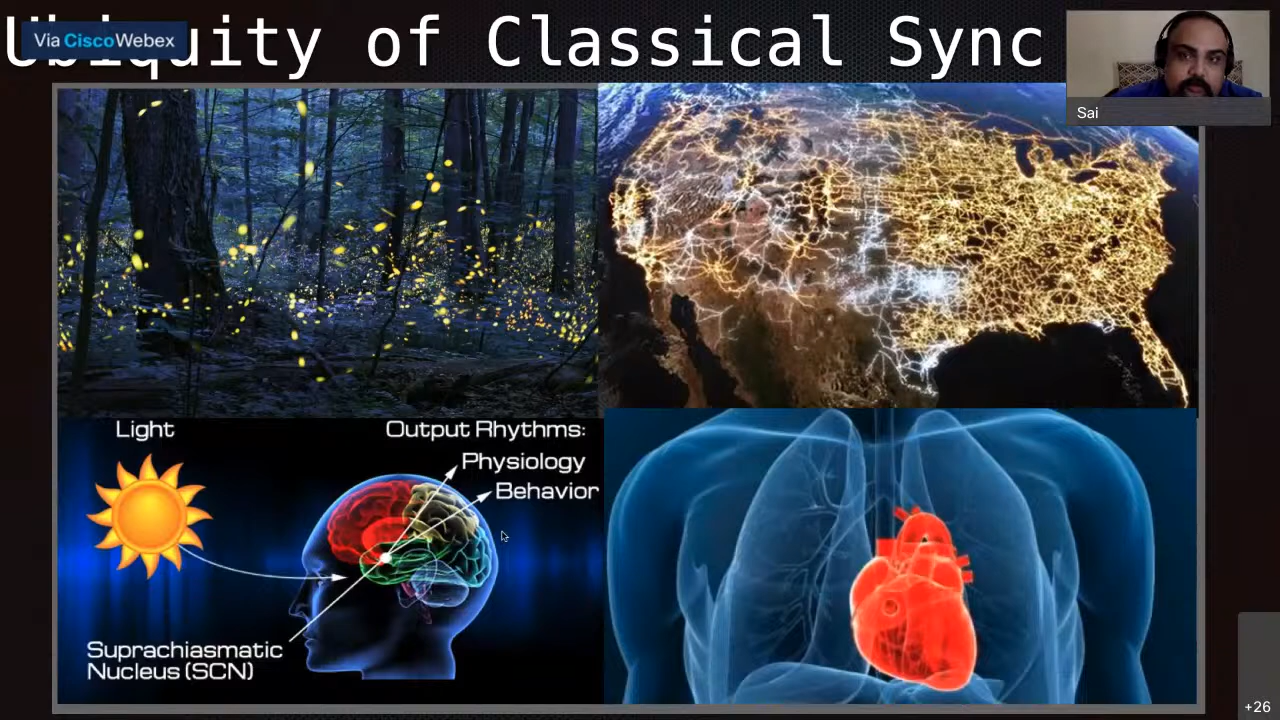 Ubiquity of Classical Sync
Via CiscoWebex
Sai
Light
Output Rhythms:
Physiology
Behavior
Suprachiasmatic
Nucleus (SCN)
+26